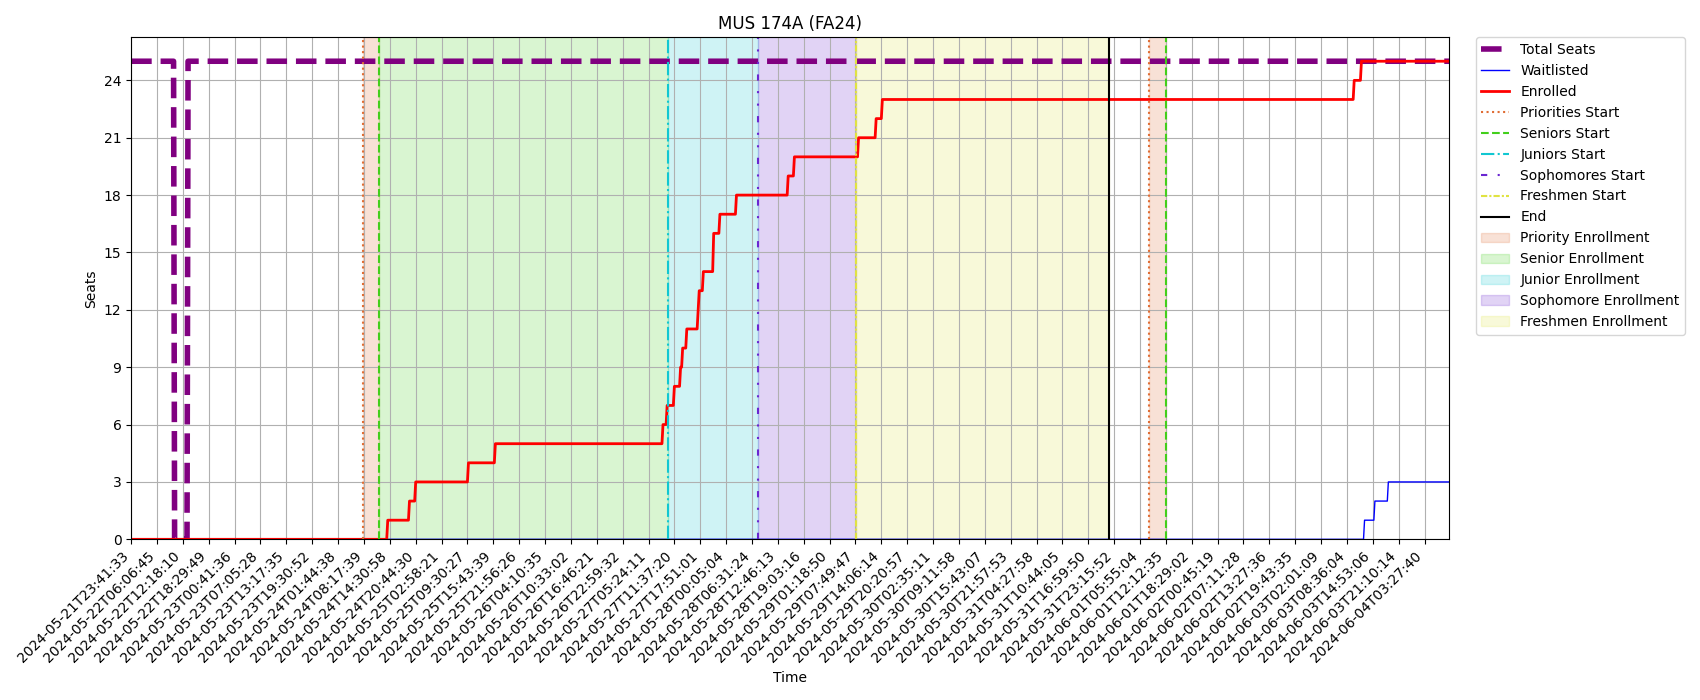 MUS 174A (FA24)
Seats
24
21
18
15
12
9
6
3
0
2024-05-21T23:41:33
2024-05-22T06:06:45
2024-05-22T12:18:10
2024-05-22T18:29:49
2024-05-23T00:41:36
2024-05-23T07:05:28
2024-05-23T13:17:35
2024-05-23T19:30:52
2024-05-24T01:44:38
2024-05-24T08:17:39
2024-05-24T14:30:58
2024-05-24T20:44:30
2024-05-25T02:58:21
2024-05-25T09:30:27
2024-05-25T15:43:39
2024-05-25T21:56:26
2024-05-26T04:10:35
2024-05-26T10:33:02
2024-05-26T16:46:21
2024-05-26T22:59:32
2024-05-27T05:24:11
2024-05-27T11:37:20
2024-05-27T17:51:01
2024-05-28T00:05:04
2024-05-28T06:31:24
2024-05-28T12:46:13
2024-05-28T19:03:16
2024-05-29T01:18:50
2024-05-29T07:49:47
2024-05-29T14:06:14
2024-05-29T20:20:57
2024-05-30T02:35:11
2024-05-30T09:11:58
2024-05-30T15:43:07
2024-05-30T21:57:53
2024-05-31T04:27:58
2024-05-31T10:44:05
2024-05-31T16:59:50
2024-05-31T23:15:52
2024-06-01T05:55:04
2024-06-01T12:12:35
2024-06-01T18:29:02
2024-06-02T00:45:19
2024-06-02T07:11:28
2024-06-02T13:27:36
2024-06-02T19:43:35
2024-06-03T02:01:09
2024-06-03T08:36:04
2024-06-03T14:53:06
2024-06-03T21:10:14
2024-06-04T03:27:40
Time
Total Seats
Waitlisted
Enrolled
Priorities Start
Seniors Start
Juniors Start
Sophomores Start
Freshmen Start
End
Priority Enrollment
Senior Enrollment
Junior Enrollment
Sophomore Enrollment
Freshmen Enrollment